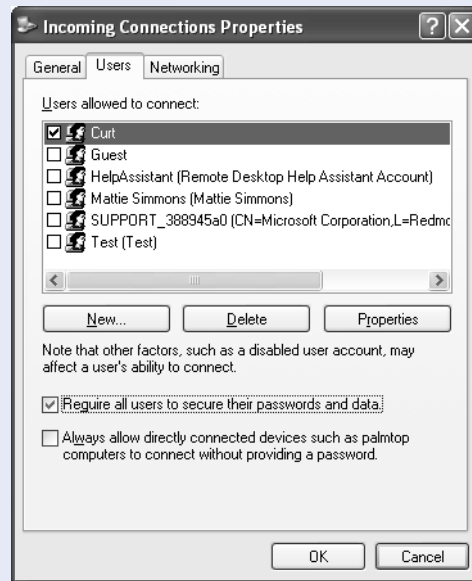 Incoming Connections Properties
General Users Networking
Users allowed to connect:
Curt
Guest
HelpAssistant (Remote Desktop Help Assistant Account)
Mattie Simmons (Mattie Simmons)
SUPPORT_388945a0 (CN=Microsoft Corporation,L=Redmo
Test (Test)
New... Delete Properties
Note that other factors, such as a disabled user account, may
affect a user's ability to connect.
Require all users to secure their passwords and data.
Always allow directly connected devices such as palmtop
computers to connect without providing a password.
OK Cancel